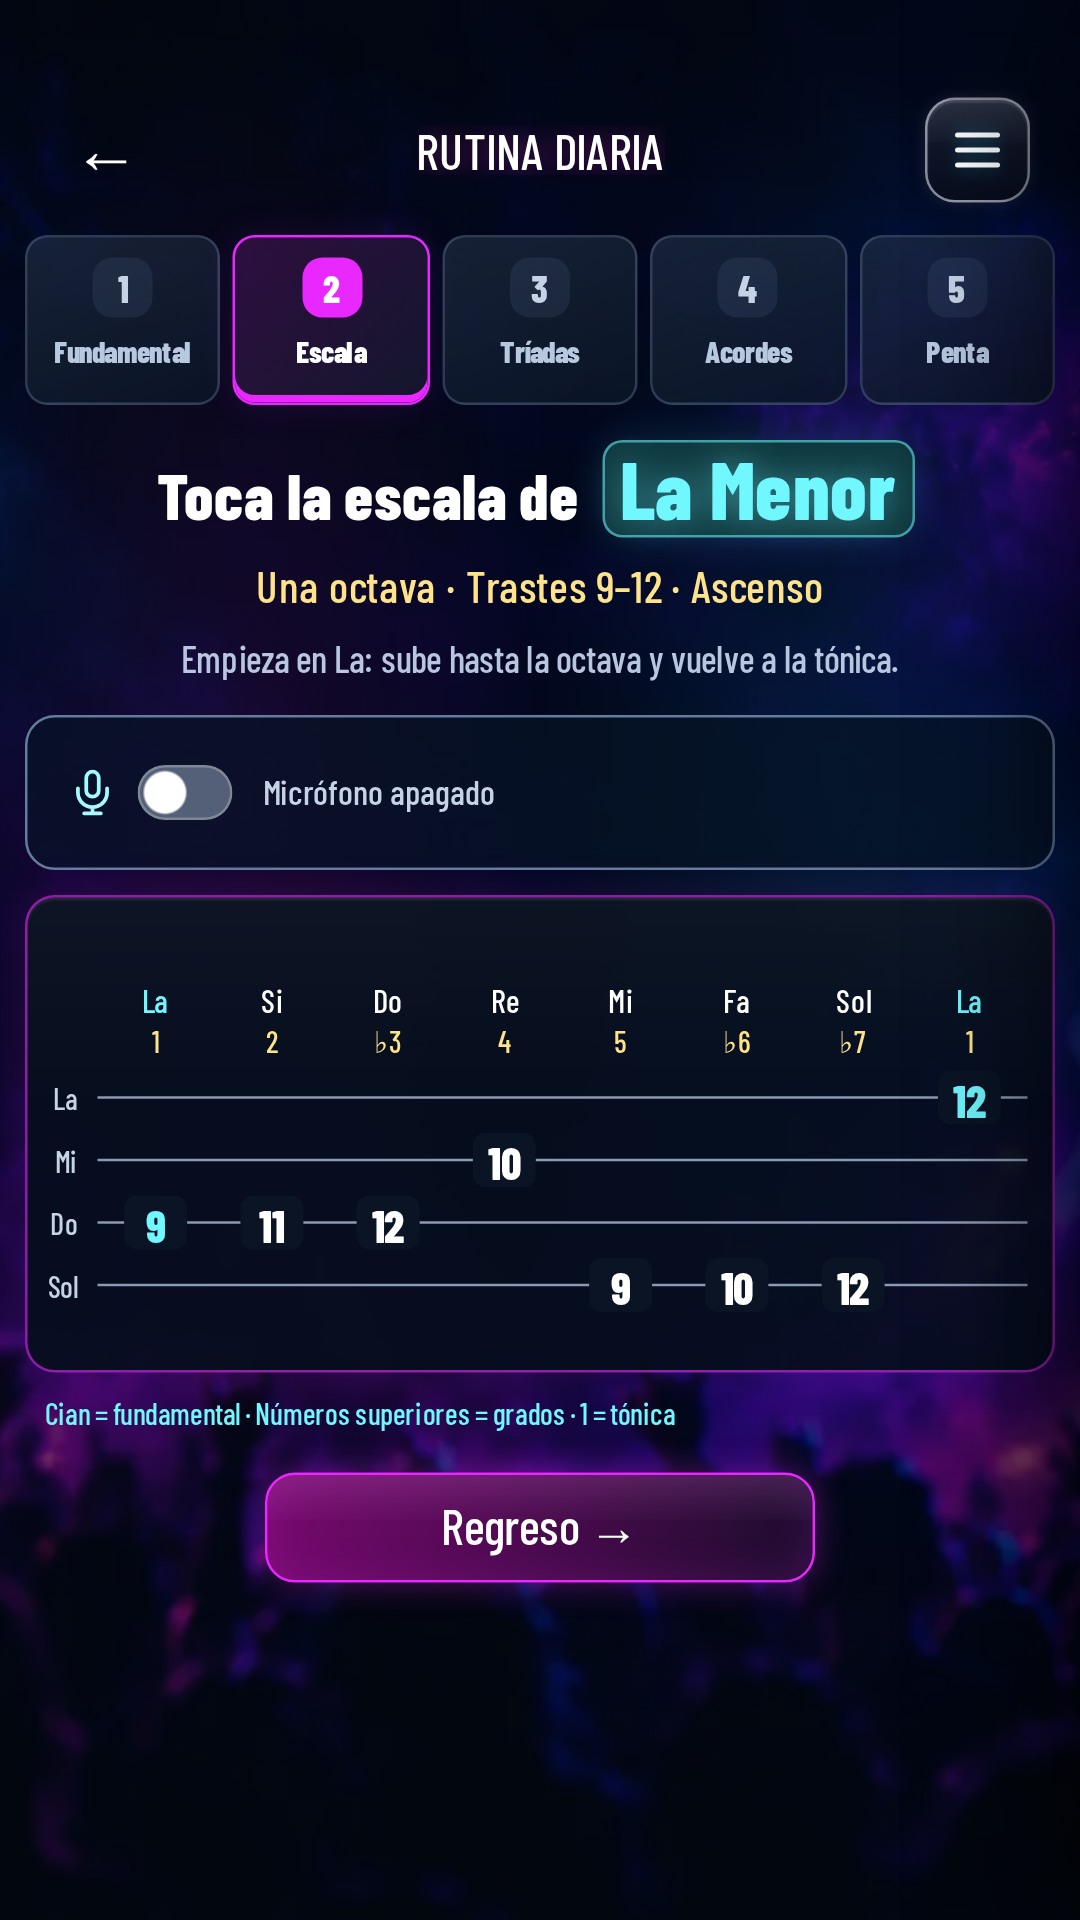 ←
RUTINA DIARIA
1 2 3 4 5
Fundamental Escala Tríadas Acordes Penta
Toca la escala de La Menor
Una octava · Trastes 9–12 · Ascenso
Empieza en La: sube hasta la octava y vuelve a la tónica.
Micrófono apagado
La Si Do Re Mi Fa Sol La
1 2 ♭3 4 5 ♭6 ♭7 1
La 12
Mi 10
Do 9 11 12
Sol 9 10 12
Cian = fundamental · Números superiores = grados · 1 = tónica
Regreso →